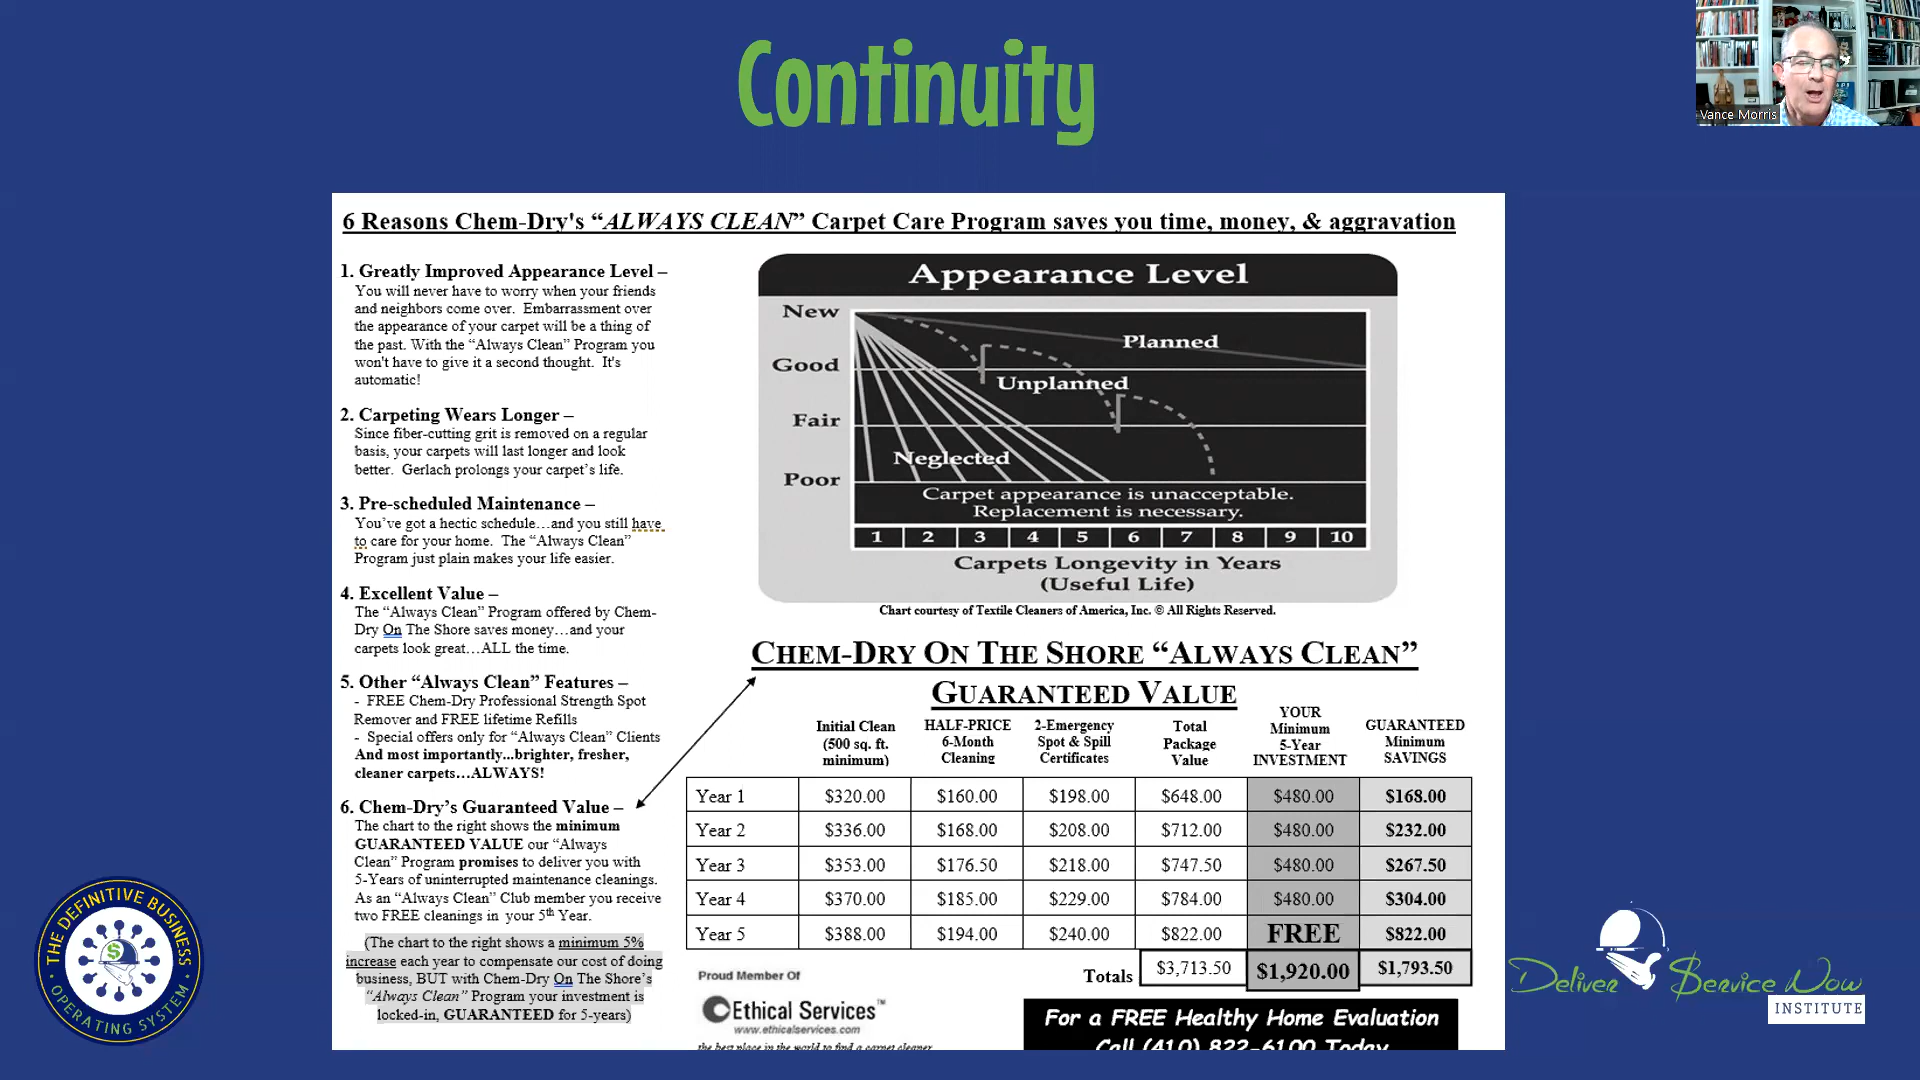 Continuity
Vance Morris
6 Reasons Chem-Dry's “ALWAYS CLEAN” Carpet Care Program saves you time, money, & aggravation
1. Greatly Improved Appearance Level –
You will never have to worry when your friends
and neighbors come over. Embarrassment over
the appearance of your carpet will be a thing of
the past. With the “Always Clean” Program you
won't have to give it a second thought. It's
automatic!
2. Carpeting Wears Longer –
Since fiber-cutting grit is removed on a regular
basis, your carpets will last longer and look
better. Gerlach prolongs your carpet’s life.
3. Pre-scheduled Maintenance –
You’ve got a hectic schedule…and you still have
to care for your home. The “Always Clean”
Program just plain makes your life easier.
4. Excellent Value –
The “Always Clean” Program offered by Chem-
Dry On The Shore saves money…and your
carpets look great…ALL the time.
5. Other “Always Clean” Features –
- FREE Chem-Dry Professional Strength Spot
Remover and FREE lifetime Refills
- Special offers only for “Always Clean” Clients
And most importantly...brighter, fresher,
cleaner carpets…ALWAYS!
6. Chem-Dry’s Guaranteed Value –
The chart to the right shows the minimum
GUARANTEED VALUE our “Always
Clean” Program promises to deliver you with
5-Years of uninterrupted maintenance cleanings.
As an “Always Clean” Club member you receive
two FREE cleanings in your 5th Year.
(The chart to the right shows a minimum 5%
increase each year to compensate our cost of doing
business, BUT with Chem-Dry On The Shore’s
“Always Clean” Program your investment is
locked-in, GUARANTEED for 5-years)
Appearance Level
New
Good
Fair
Poor
Planned
Unplanned
Neglected
Carpet appearance is unacceptable.
Replacement is necessary.
1 2 3 4 5 6 7 8 9 10
Carpets Longevity in Years
(Useful Life)
Chart courtesy of Textile Cleaners of America, Inc. © All Rights Reserved.
CHEM-DRY ON THE SHORE “ALWAYS CLEAN”
GUARANTEED VALUE
Initial Clean (500 sq. ft. minimum) HALF-PRICE 6-Month Cleaning 2-Emergency Spot & Spill Certificates Total Package Value YOUR Minimum 5-Year INVESTMENT GUARANTEED Minimum SAVINGS
Year 1 $320.00 $160.00 $198.00 $648.00 $480.00 $168.00
Year 2 $336.00 $168.00 $208.00 $712.00 $480.00 $232.00
Year 3 $353.00 $176.50 $218.00 $747.50 $480.00 $267.50
Year 4 $370.00 $185.00 $229.00 $784.00 $480.00 $304.00
Year 5 $388.00 $194.00 $240.00 $822.00 FREE $822.00
Totals $3,713.50 $1,920.00 $1,793.50
Proud Member Of
Ethical Services™
www.ethicalservices.com
the best place in the world to find a carpet cleaner
For a FREE Healthy Home Evaluation
Call (410) 822-6100 Today
THE DEFINITIVE BUSINESS
OPERATING SYSTEM
$
Deliver Service Now
INSTITUTE